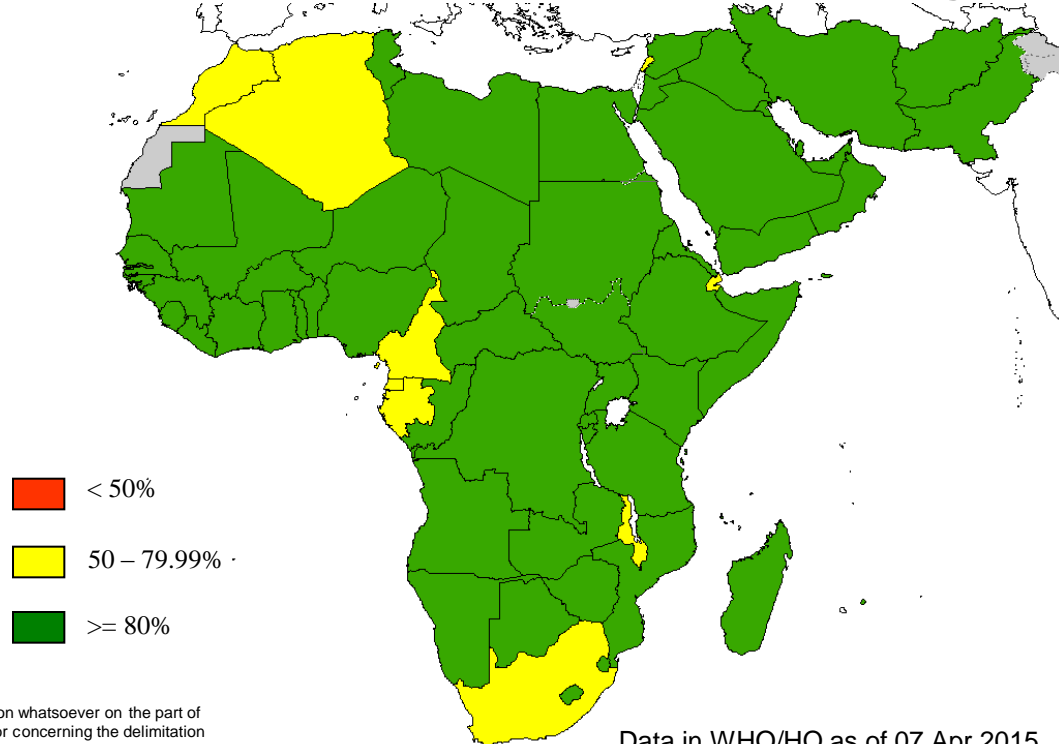 < 50%
50 – 79.99%
>= 80%
on whatsoever on the part of
or concerning the delimitation
Data in WHO/HQ as of 07 Apr 2015